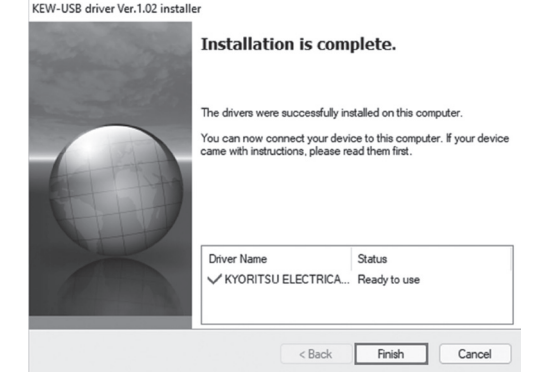 KEW-USB driver Ver.1.02 installer
Installation is complete.
The drivers were successfully installed on this computer.
You can now connect your device to this computer. If your device
came with instructions, please read them first.
Driver Name Status
KYORITSU ELECTRICA... Ready to use
< Back Finish Cancel